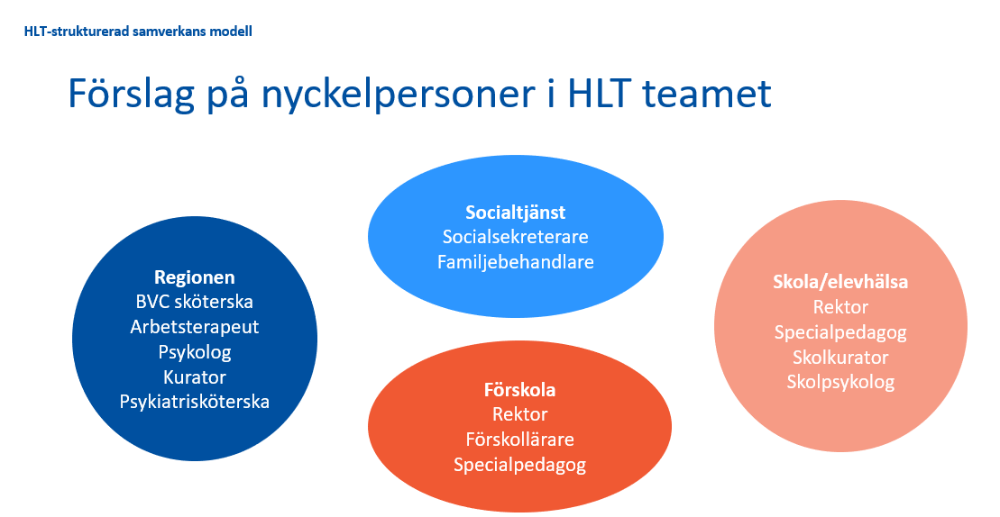 HLT-strukturerad samverkans modell
Förslag på nyckelpersoner i HLT teamet
Regionen
BVC sköterska
Arbetsterapeut
Psykolog
Kurator
Psykiatrisköterska
Socialtjänst
Socialsekreterare
Familjebehandlare
Förskola
Rektor
Förskollärare
Specialpedagog
Skola/elevhälsa
Rektor
Specialpedagog
Skolkurator
Skolpsykolog